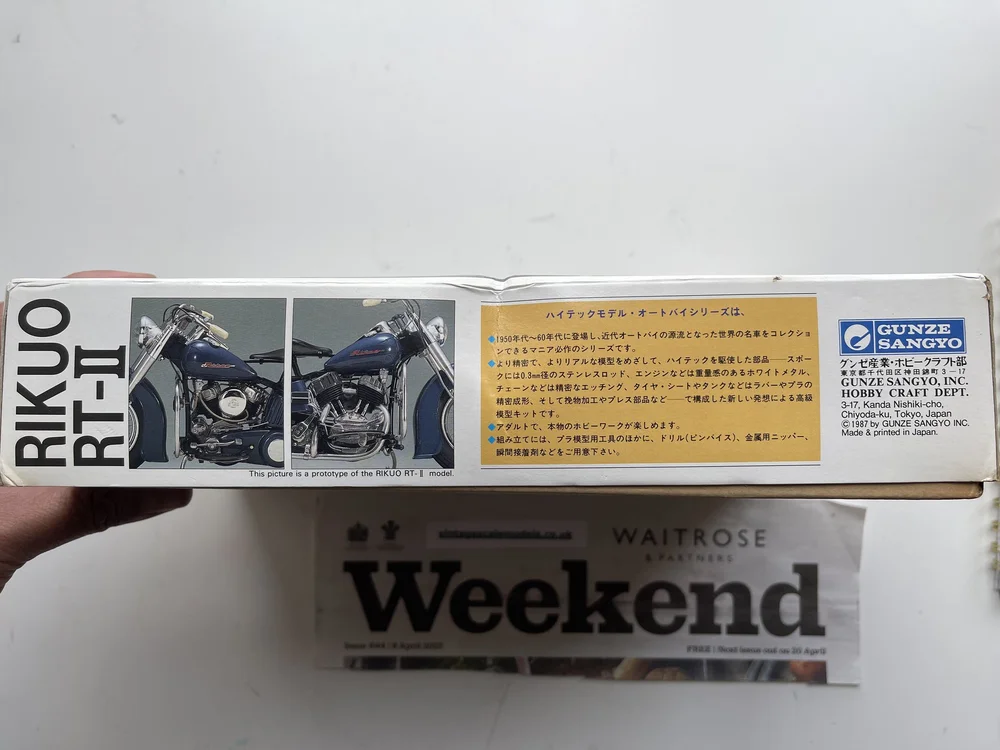 RIKUO
RT-II
This picture is a prototype of the RIKUO RT-II model.
ハイテックモデル・オートバイシリーズは、
◆1950年代〜60年代に登場し、近代オートバイの源流となった世界の名車をコレクショ
ンできるマニア必作のシリーズです。
◆より精密で、よりリアルな模型をめざして、ハイテックを駆使した部品──スポー
クには0.3mm径のステンレスロッド、エンジンなどは重量感のあるホワイトメタル、
チェーンなどは精密なエッチング、タイヤ・シートやタンクなどはラバーやプラの
精密成形、そして挽物加工やプレス部品など──で構成した新しい発想による高級
模型キットです。
◆アダルトで、本物のホビーワークが楽しめます。
◆組み立てには、プラ模型用工具のほかに、ドリル(ピンバイス)、金属用ニッパー、
瞬間接着剤などをご用意下さい。
GUNZE
SANGYO
グンゼ産業・ホビークラフト部
東京都千代田区神田錦町3-17
GUNZE SANGYO, INC.
HOBBY CRAFT DEPT.
3-17, Kanda Nishiki-cho,
Chiyoda-ku, Tokyo, Japan
©1987 by GUNZE SANGYO INC.
Made & printed in Japan.
vintagescalemodels.co.uk
WAITROSE
& PARTNERS
Weekend
FREE | Next issue out on 20 April